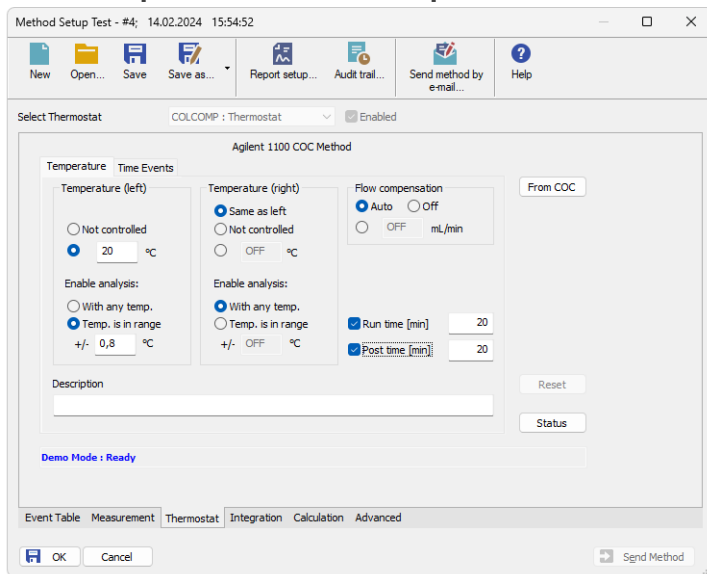 Method Setup Test - #4; 14.02.2024 15:54:52
New Open... Save Save as... Report setup... Audit trail... Send method by e-mail... Help
Select Thermostat COLCOMP : Thermostat Enabled
Agilent 1100 COC Method
Temperature Time Events
Temperature (left) Temperature (right) Flow compensation From COC
Same as left Auto Off
Not controlled Not controlled OFF mL/min
20 ºC OFF ºC
Enable analysis: Enable analysis:
With any temp. With any temp.
Temp. is in range Temp. is in range Run time [min] 20
+/- 0,8 ºC +/- OFF ºC Post time [min] 20
Description Reset
Status
Demo Mode : Ready
Event Table Measurement Thermostat Integration Calculation Advanced
OK Cancel Send Method